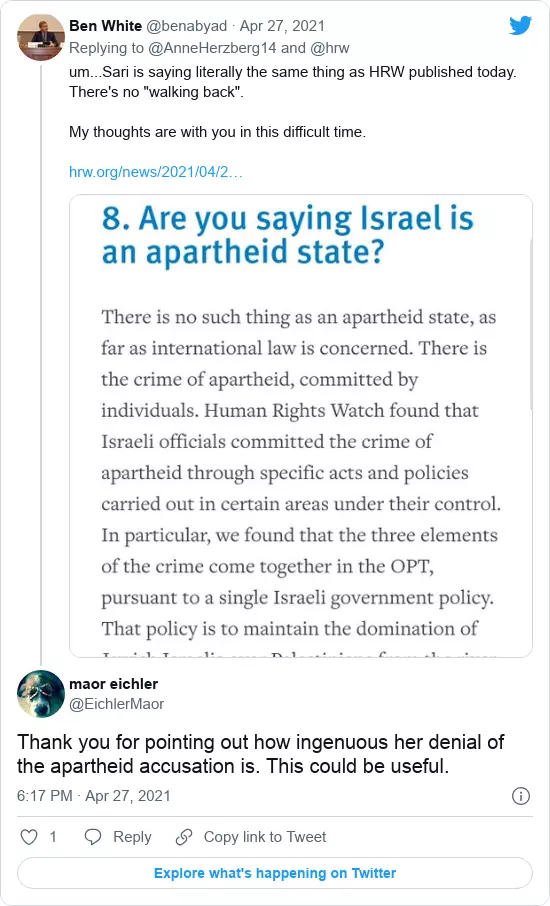 Ben White @benabyad · Apr 27, 2021
Replying to @AnneHerzberg14 and @hrw
um...Sari is saying literally the same thing as HRW published today.
There's no "walking back".
My thoughts are with you in this difficult time.
hrw.org/news/2021/04/2…
8. Are you saying Israel is
an apartheid state?
There is no such thing as an apartheid state, as
far as international law is concerned. There is
the crime of apartheid, committed by
individuals. Human Rights Watch found that
Israeli officials committed the crime of
apartheid through specific acts and policies
carried out in certain areas under their control.
In particular, we found that the three elements
of the crime come together in the OPT,
pursuant to a single Israeli government policy.
That policy is to maintain the domination of
maor eichler
@EichlerMaor
Thank you for pointing out how ingenuous her denial of
the apartheid accusation is. This could be useful.
6:17 PM · Apr 27, 2021
1 Reply Copy link to Tweet
Explore what's happening on Twitter